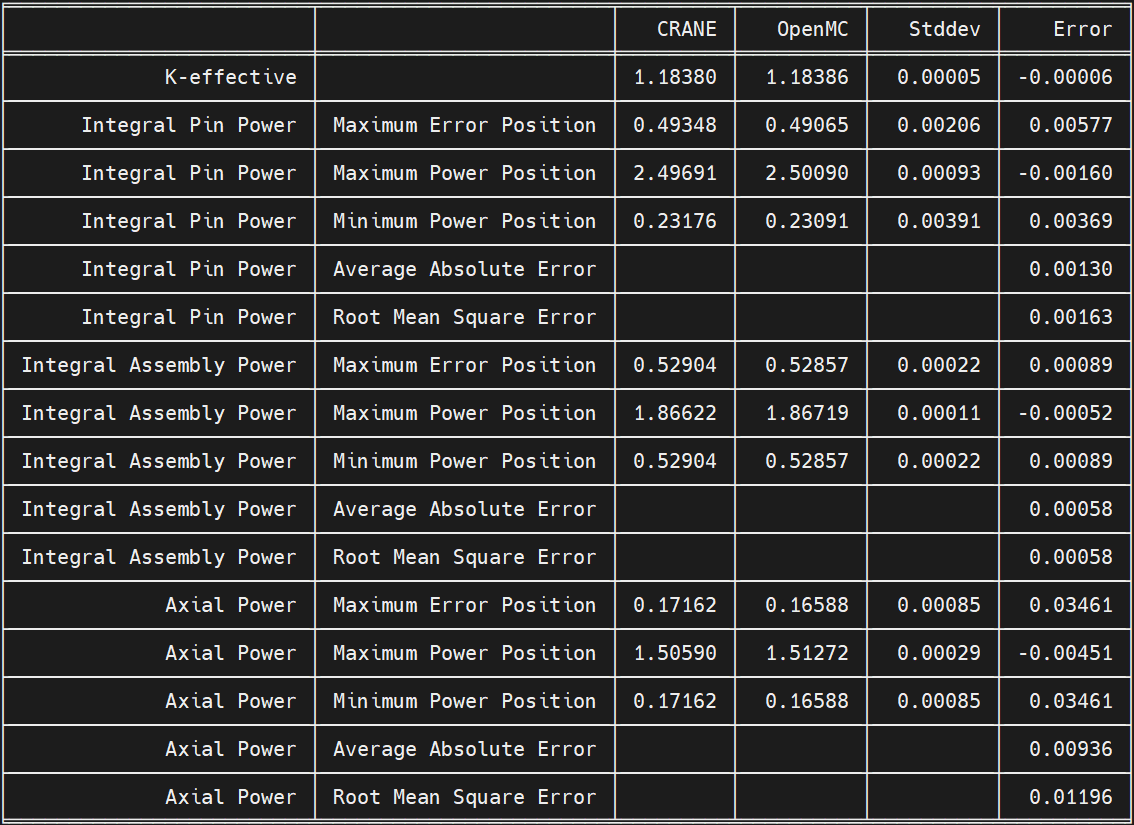 CRANE OpenMC Stddev Error
K-effective 1.18380 1.18386 0.00005 -0.00006
Integral Pin Power Maximum Error Position 0.49348 0.49065 0.00206 0.00577
Integral Pin Power Maximum Power Position 2.49691 2.50090 0.00093 -0.00160
Integral Pin Power Minimum Power Position 0.23176 0.23091 0.00391 0.00369
Integral Pin Power Average Absolute Error 0.00130
Integral Pin Power Root Mean Square Error 0.00163
Integral Assembly Power Maximum Error Position 0.52904 0.52857 0.00022 0.00089
Integral Assembly Power Maximum Power Position 1.86622 1.86719 0.00011 -0.00052
Integral Assembly Power Minimum Power Position 0.52904 0.52857 0.00022 0.00089
Integral Assembly Power Average Absolute Error 0.00058
Integral Assembly Power Root Mean Square Error 0.00058
Axial Power Maximum Error Position 0.17162 0.16588 0.00085 0.03461
Axial Power Maximum Power Position 1.50590 1.51272 0.00029 -0.00451
Axial Power Minimum Power Position 0.17162 0.16588 0.00085 0.03461
Axial Power Average Absolute Error 0.00936
Axial Power Root Mean Square Error 0.01196